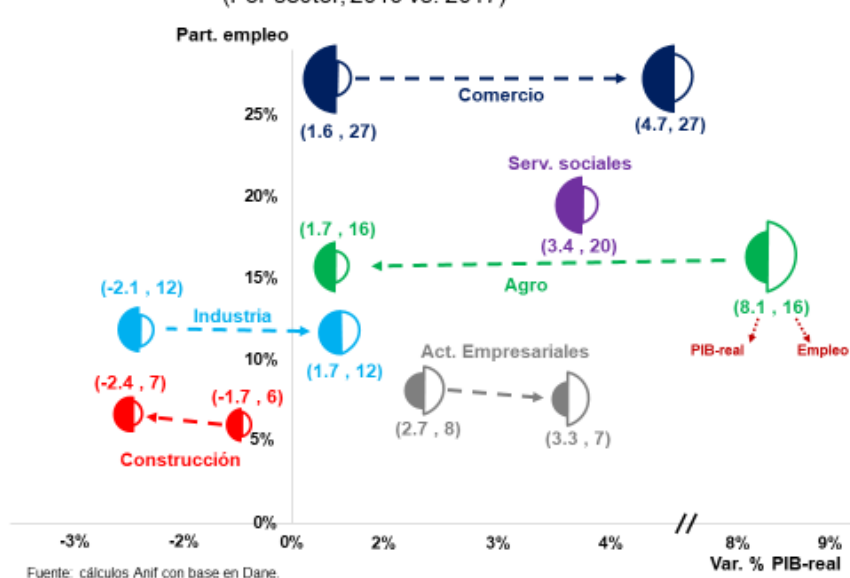 Part. empleo
Comercio
(1.6 , 27)
(4.7, 27)
25%
Serv. sociales
20%
(1.7 , 16)
(3.4 , 20)
15%
(-2.1 , 12)
Agro
(8.1 , 16)
Industria
PIB-real
Empleo
10%
(1.7 , 12)
Act. Empresariales
(-2.4 , 7)
(-1.7 , 6)
(2.7 , 8)
(3.3 , 7)
5%
Construcción
0%
-3%
-2%
0%
2%
3%
4%
//
8%
9%
Var. % PIB-real
Fuente: cálculos Anif con base en Dane.